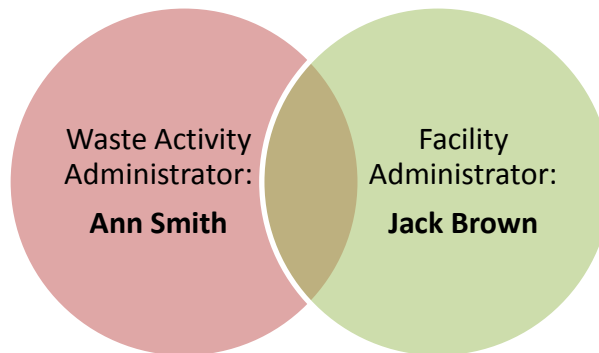 Waste Activity
Administrator:
Ann Smith
Facility
Administrator:
Jack Brown